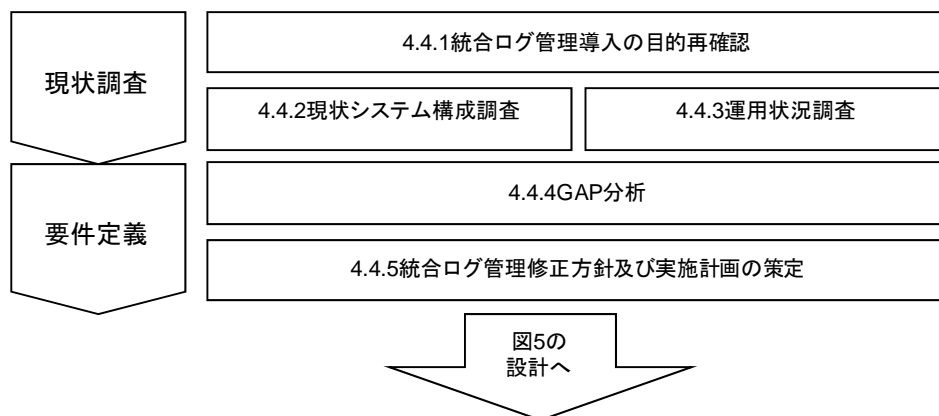 現状調査
4.4.1統合ログ管理導入の目的再確認
4.4.2現状システム構成調査
4.4.3運用状況調査
要件定義
4.4.4GAP分析
4.4.5統合ログ管理修正方針及び実施計画の策定
図5の
設計へ